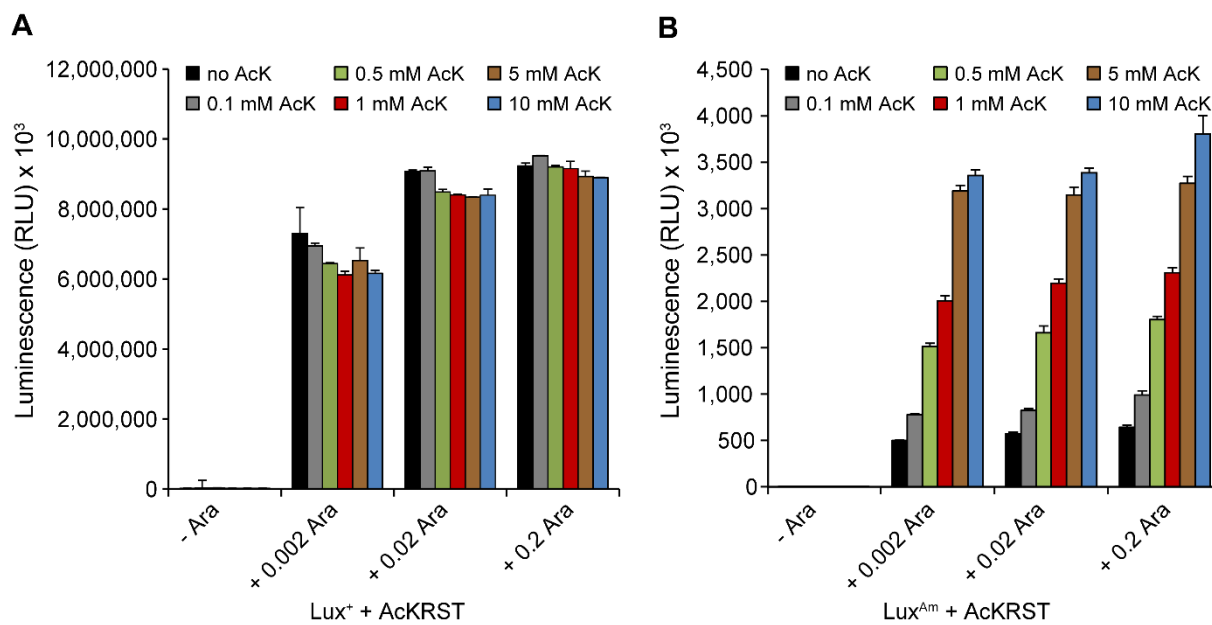 A
no AcK 0.5 mM AcK 5 mM AcK
0.1 mM AcK 1 mM AcK 10 mM AcK
Luminescence (RLU) x 10³
12,000,000
10,000,000
8,000,000
6,000,000
4,000,000
2,000,000
0
- Ara
+ 0.002 Ara
+ 0.02 Ara
+ 0.2 Ara
Lux⁺ + AcKRST
B
no AcK 0.5 mM AcK 5 mM AcK
0.1 mM AcK 1 mM AcK 10 mM AcK
Luminescence (RLU) x 10³
4,500
4,000
3,500
3,000
2,500
2,000
1,500
1,000
500
0
- Ara
+ 0.002 Ara
+ 0.02 Ara
+ 0.2 Ara
Luxᴬᵐ + AcKRST